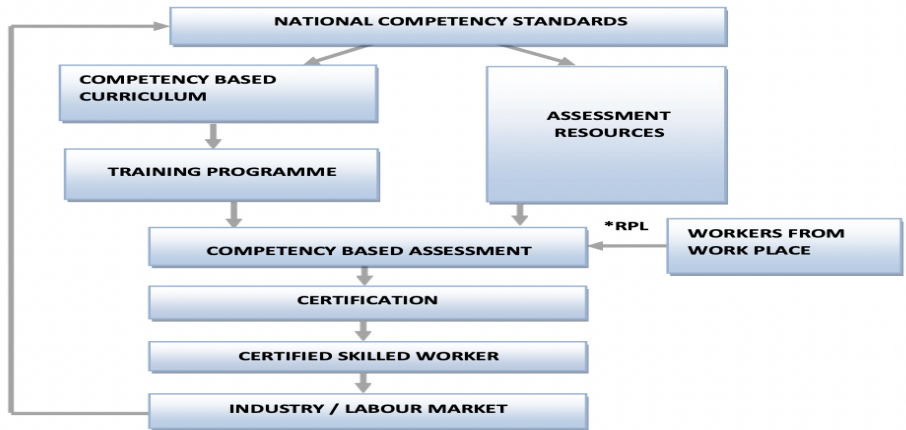 NATIONAL COMPETENCY STANDARDS
COMPETENCY BASED
CURRICULUM
ASSESSMENT
RESOURCES
TRAINING PROGRAMME
*RPL
WORKERS FROM
WORK PLACE
COMPETENCY BASED ASSESSMENT
CERTIFICATION
CERTIFIED SKILLED WORKER
INDUSTRY / LABOUR MARKET